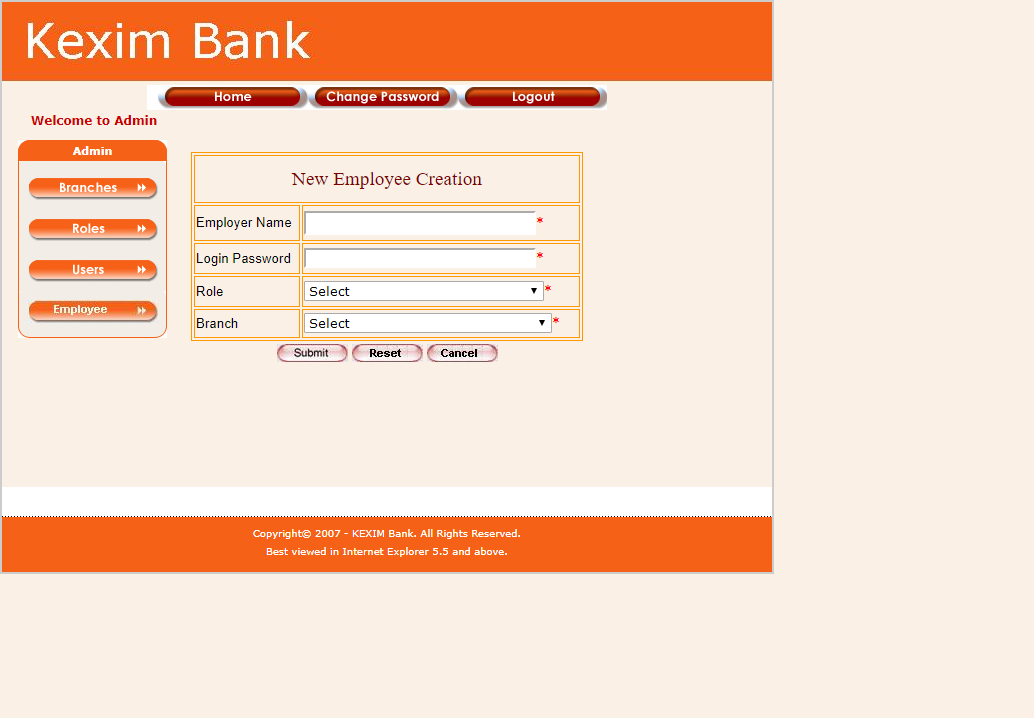 Kexim Bank
Home Change Password Logout
Welcome to Admin
Admin
Branches
Roles
Users
Employee
New Employee Creation
Employer Name *
Login Password *
Role Select *
Branch Select *
Submit Reset Cancel
Copyright© 2007 - KEXIM Bank. All Rights Reserved.
Best viewed in Internet Explorer 5.5 and above.